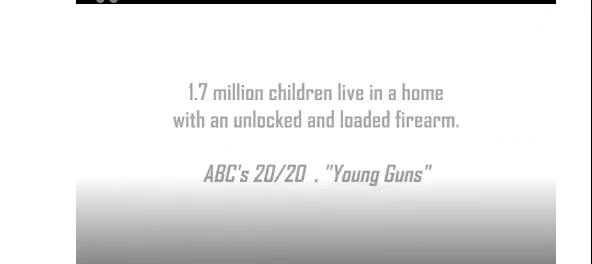 1.7 million children live in a home
with an unlocked and loaded firearm.
ABC's 20/20 . "Young Guns"